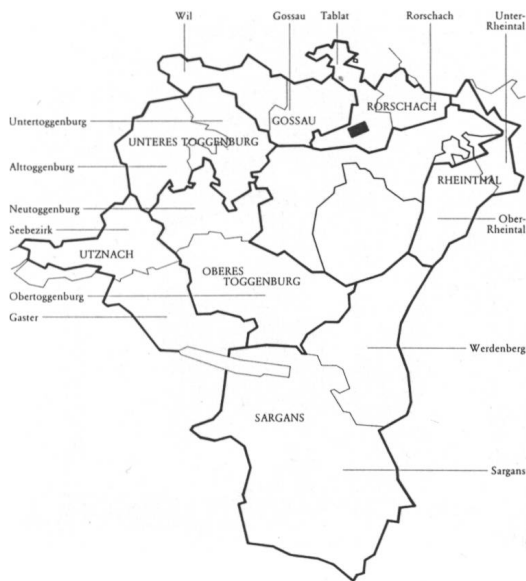 Wil
Gossau
Tablat
Rorschach
Unter-
Rheintal
RORSCHACH
GOSSAU
Untertoggenburg
UNTERES TOGGENBURG
Alttoggenburg
RHEINTHAL
Neutoggenburg
Ober-
Rheintal
Seebezirk
UTZNACH
OBERES
TOGGENBURG
Obertoggenburg
Gaster
Werdenberg
SARGANS
Sargans